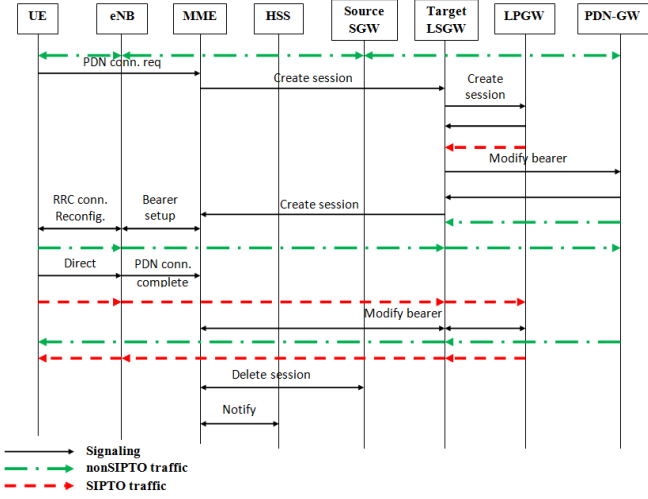 UE eNB MME HSS Source SGW Target LSGW LPGW PDN-GW
PDN conn. req
Create session
Create
session
Modify bearer
RRC conn.
Reconfig.
Bearer
setup
Create session
Direct
PDN conn.
complete
Modify bearer
Delete session
Notify
Signaling
nonSIPTO traffic
SIPTO traffic